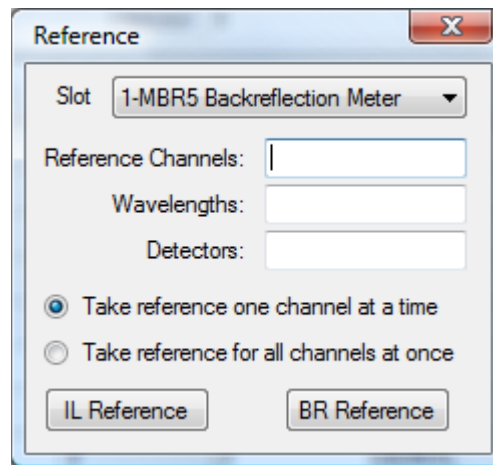 Reference
Slot 1-MBR5 Backreflection Meter
Reference Channels:
Wavelengths:
Detectors:
Take reference one channel at a time
Take reference for all channels at once
IL Reference BR Reference